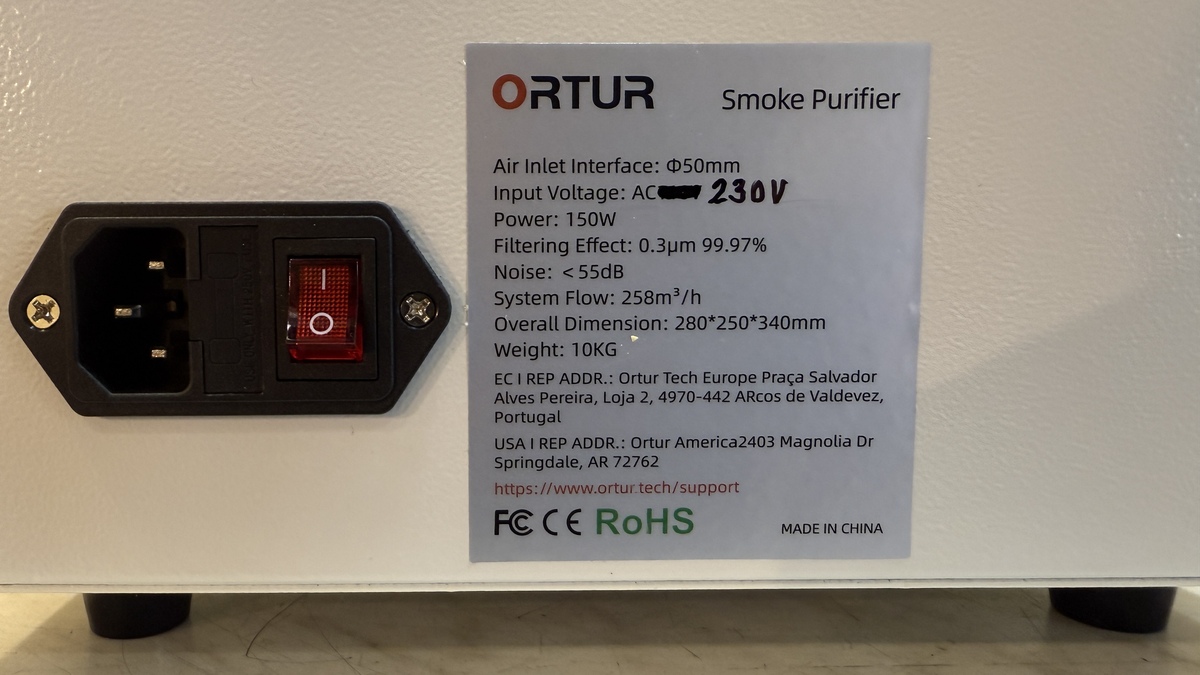 ORTUR
Smoke Purifier
Air Inlet Interface: Φ50mm
Input Voltage: AC 230V
Power: 150W
Filtering Effect: 0.3μm 99.97%
Noise: <55dB
System Flow: 258m³/h
Overall Dimension: 280*250*340mm
Weight: 10KG
EC I REP ADDR.: Ortur Tech Europe Praça Salvador
Alves Pereira, Loja 2, 4970-442 ARcos de Valdevez,
Portugal
USA I REP ADDR.: Ortur America2403 Magnolia Dr
Springdale, AR 72762
https://www.ortur.tech/support
FC CE RoHS
MADE IN CHINA